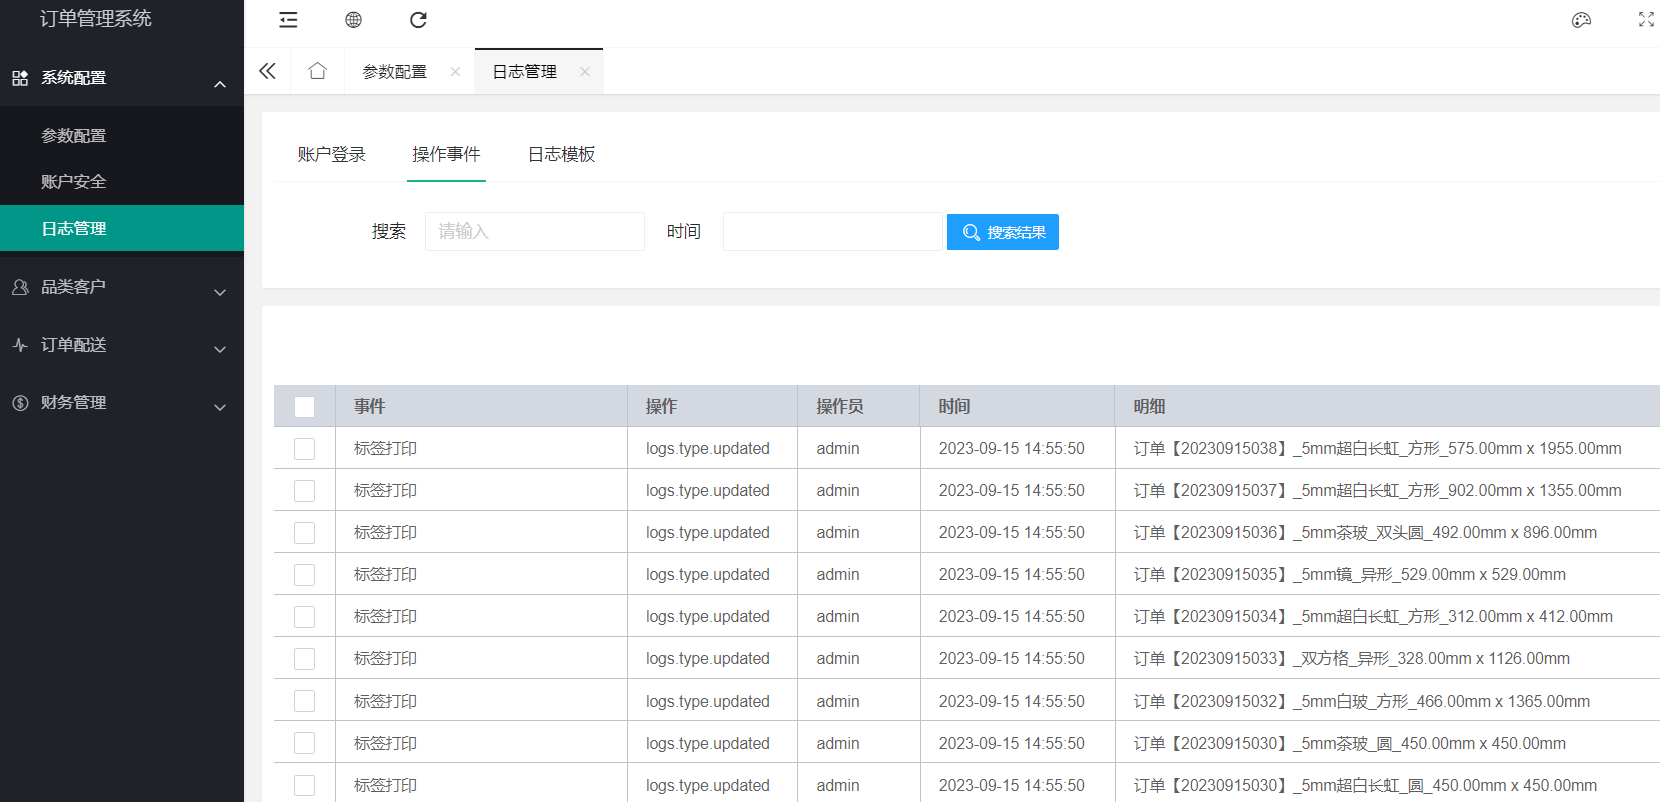 订单管理系统
系统配置
参数配置
账户安全
日志管理
品类客户
订单配送
财务管理
参数配置 日志管理
账户登录 操作事件 日志模板
搜索 请输入 时间 搜索结果
事件 操作 操作员 时间 明细
标签打印 logs.type.updated admin 2023-09-15 14:55:50 订单【20230915038】_5mm超白长虹_方形_575.00mm x 1955.00mm
标签打印 logs.type.updated admin 2023-09-15 14:55:50 订单【20230915037】_5mm超白长虹_方形_902.00mm x 1355.00mm
标签打印 logs.type.updated admin 2023-09-15 14:55:50 订单【20230915036】_5mm茶玻_双头圆_492.00mm x 896.00mm
标签打印 logs.type.updated admin 2023-09-15 14:55:50 订单【20230915035】_5mm镜_异形_529.00mm x 529.00mm
标签打印 logs.type.updated admin 2023-09-15 14:55:50 订单【20230915034】_5mm超白长虹_方形_312.00mm x 412.00mm
标签打印 logs.type.updated admin 2023-09-15 14:55:50 订单【20230915033】_双方格_异形_328.00mm x 1126.00mm
标签打印 logs.type.updated admin 2023-09-15 14:55:50 订单【20230915032】_5mm白玻_方形_466.00mm x 1365.00mm
标签打印 logs.type.updated admin 2023-09-15 14:55:50 订单【20230915030】_5mm茶玻_圆_450.00mm x 450.00mm
标签打印 logs.type.updated admin 2023-09-15 14:55:50 订单【20230915030】_5mm超白长虹_圆_450.00mm x 450.00mm